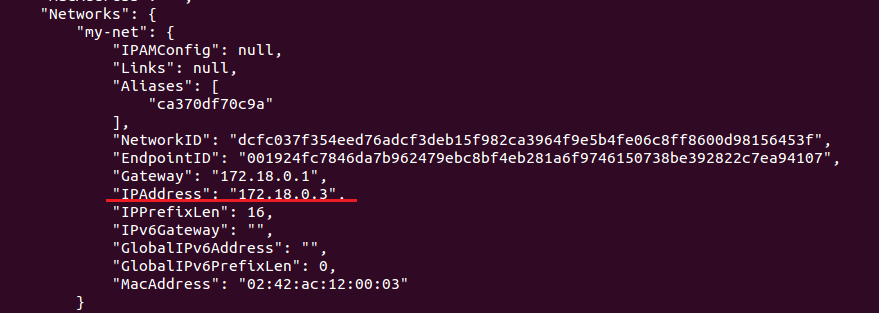 "Networks": {
"my-net": {
"IPAMConfig": null,
"Links": null,
"Aliases": [
"ca370df70c9a"
],
"NetworkID": "dcfc037f354eed76adcf3deb15f982ca3964f9e5b4fe06c8ff8600d98156453f",
"EndpointID": "001924fc7846da7b962479ebc8bf4eb281a6f9746150738be392822c7ea94107",
"Gateway": "172.18.0.1",
"IPAddress": "172.18.0.3",
"IPPrefixLen": 16,
"IPv6Gateway": "",
"GlobalIPv6Address": "",
"GlobalIPv6PrefixLen": 0,
"MacAddress": "02:42:ac:12:00:03"
}